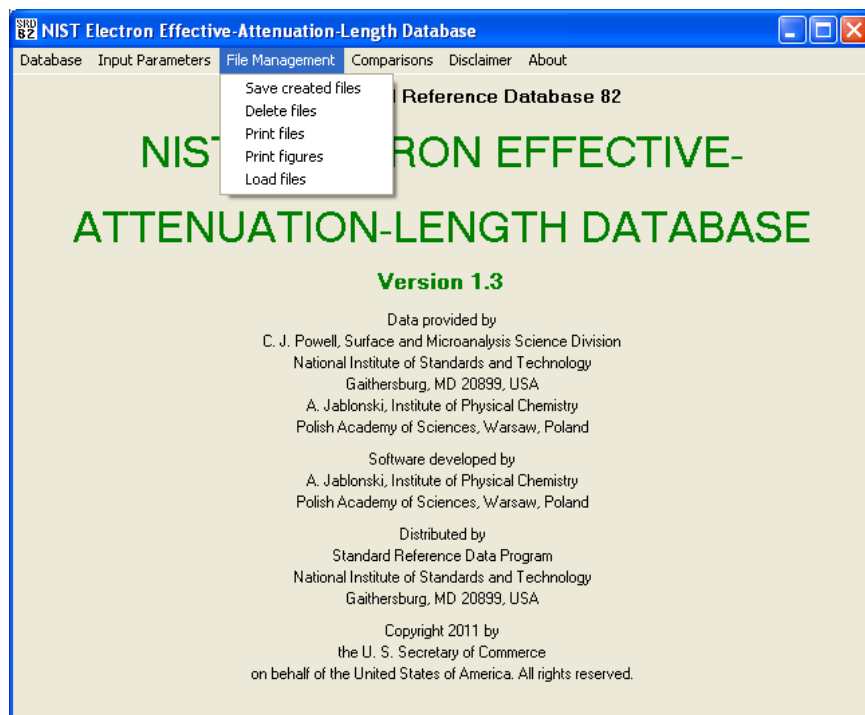 SRD
82 NIST Electron Effective-Attenuation-Length Database
Database Input Parameters File Management Comparisons Disclaimer About
Save created files
Delete files
Print files
Print figures
Load files
Reference Database 82
NIS RON EFFECTIVE-
ATTENUATION-LENGTH DATABASE
Version 1.3
Data provided by
C. J. Powell, Surface and Microanalysis Science Division
National Institute of Standards and Technology
Gaithersburg, MD 20899, USA
A. Jablonski, Institute of Physical Chemistry
Polish Academy of Sciences, Warsaw, Poland
Software developed by
A. Jablonski, Institute of Physical Chemistry
Polish Academy of Sciences, Warsaw, Poland
Distributed by
Standard Reference Data Program
National Institute of Standards and Technology
Gaithersburg, MD 20899, USA
Copyright 2011 by
the U. S. Secretary of Commerce
on behalf of the United States of America. All rights reserved.